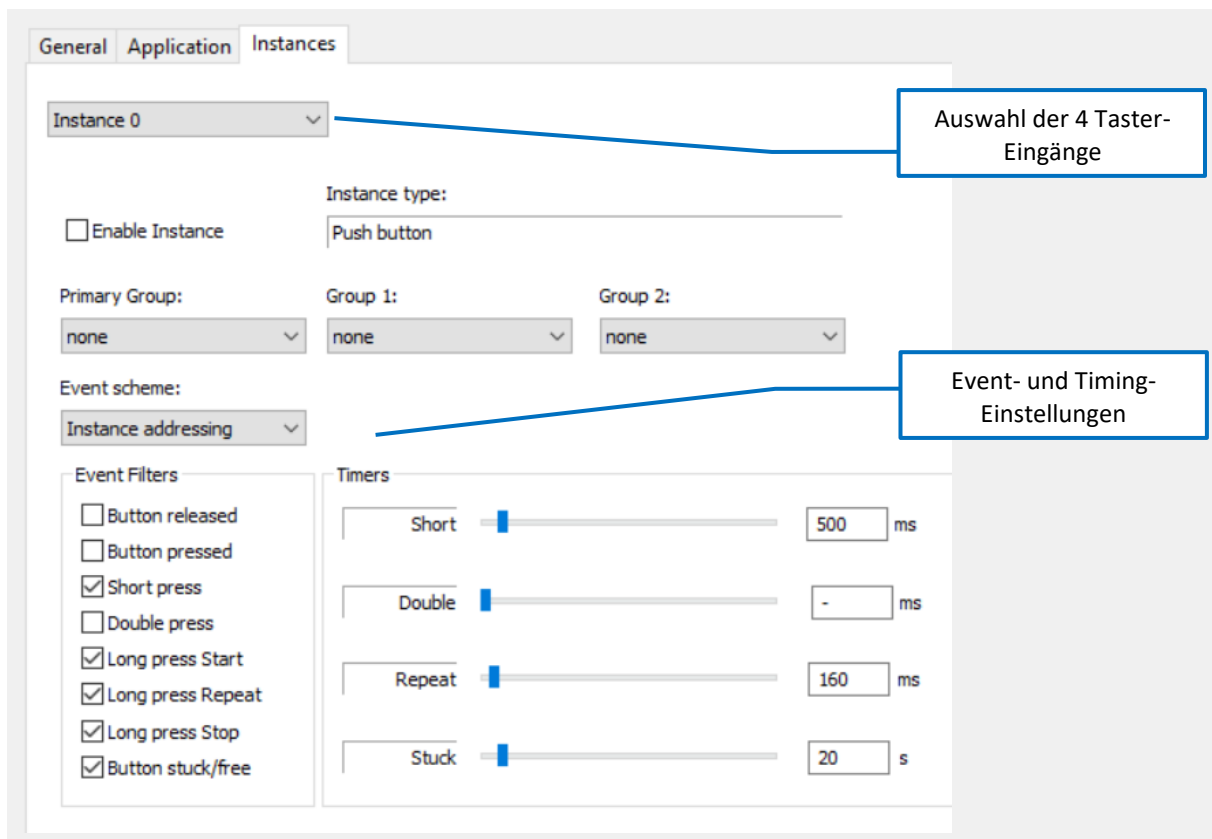 General Application Instances
Instance 0
Auswahl der 4 Taster-
Eingänge
Instance type:
Enable Instance
Push button
Primary Group:
Group 1:
Group 2:
none
none
none
Event scheme:
Event- und Timing-
Einstellungen
Instance addressing
Event Filters
Timers
Button released
Button pressed
Short press
Double press
Long press Start
Long press Repeat
Long press Stop
Button stuck/free
Short 500 ms
Double - ms
Repeat 160 ms
Stuck 20 s